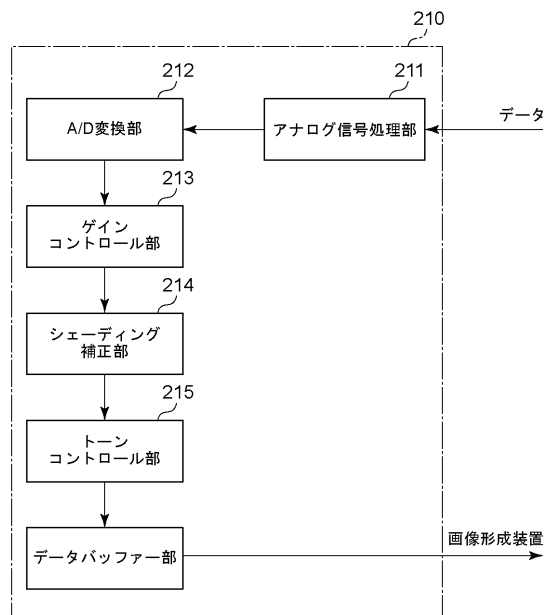 210
212
211
A/D変換部
アナログ信号処理部
データ
213
ゲイン
コントロール部
214
シェーディング
補正部
215
トーン
コントロール部
データバッファー部
画像形成装置